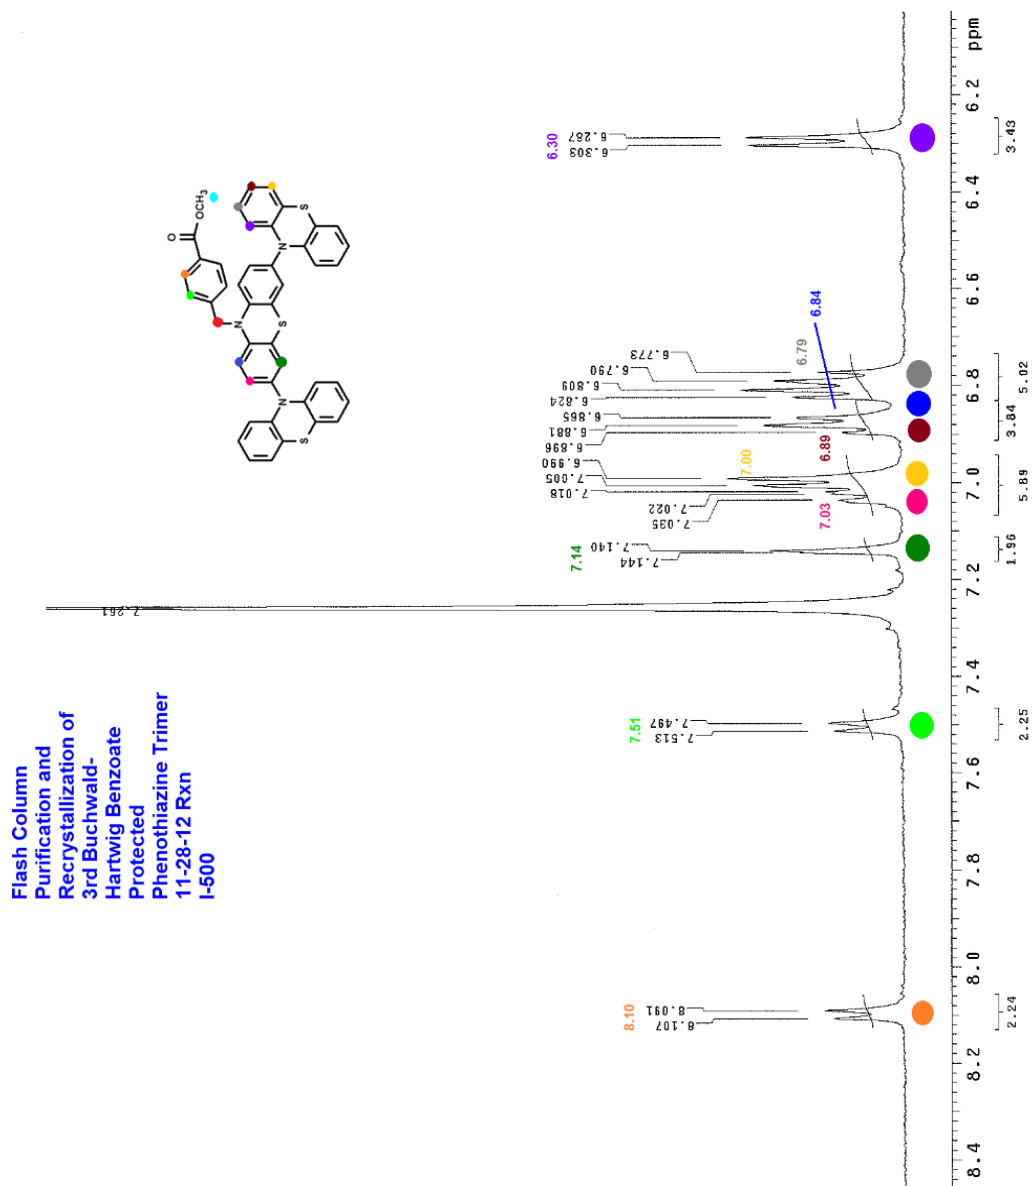 Flash Column
Purification and
Recrystallization of
3rd Buchwald-
Hartwig Benzoate
Protected
Phenothiazine Trimer
11-28-12 Rxn
I-500
O
OCH3
N
S
N
S
N
S
8.10
8.107
8.091
7.51
7.513
7.497
7.261
7.14
7.144
7.140
7.03
7.035
7.022
7.018
7.005
6.990
7.00
6.89
6.896
6.881
6.865
6.824
6.809
6.790
6.773
6.79
6.84
6.30
6.303
6.287
8.4 8.2 8.0 7.8 7.6 7.4 7.2 7.0 6.8 6.6 6.4 6.2 ppm
2.24 2.25 1.96 5.89 3.84 5.02 3.43